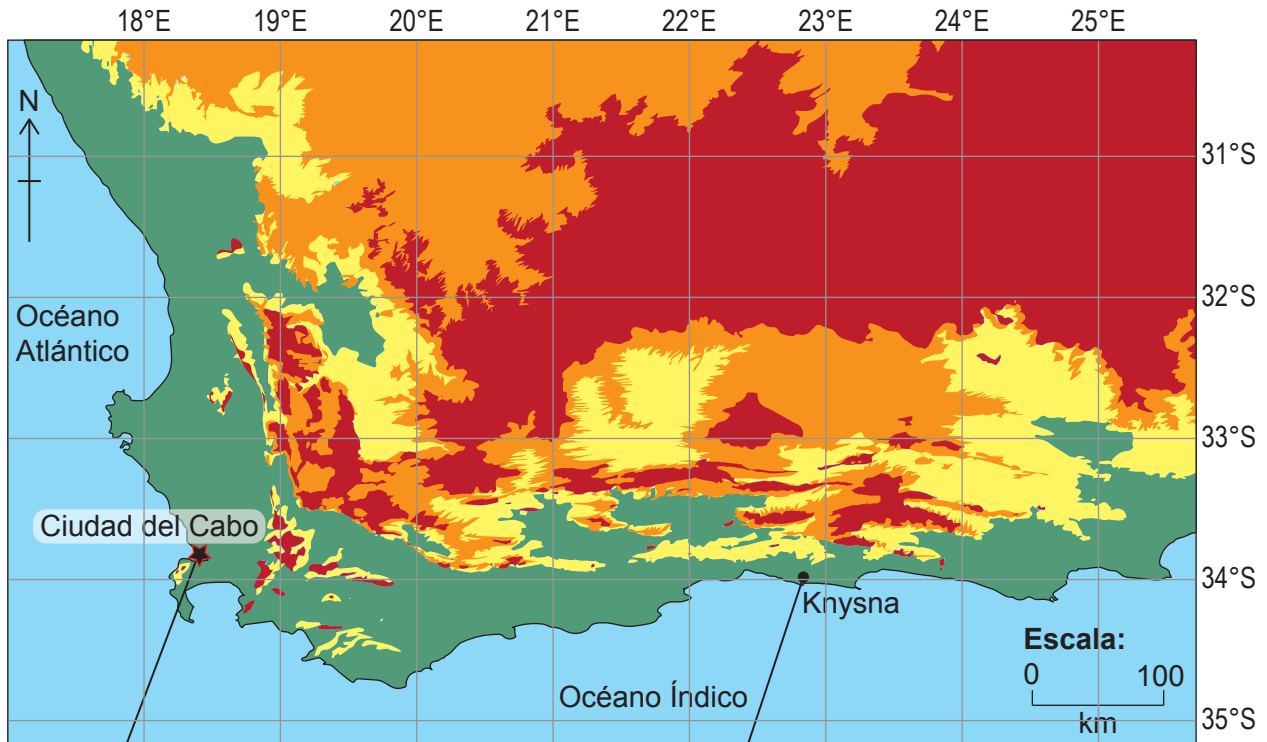 18°E 19°E 20°E 21°E 22°E 23°E 24°E 25°E
N
31°S
32°S
Océano
Atlántico
33°S
Ciudad del Cabo
34°S
Knysna
Escala:
0 100
km
Océano Índico
35°S